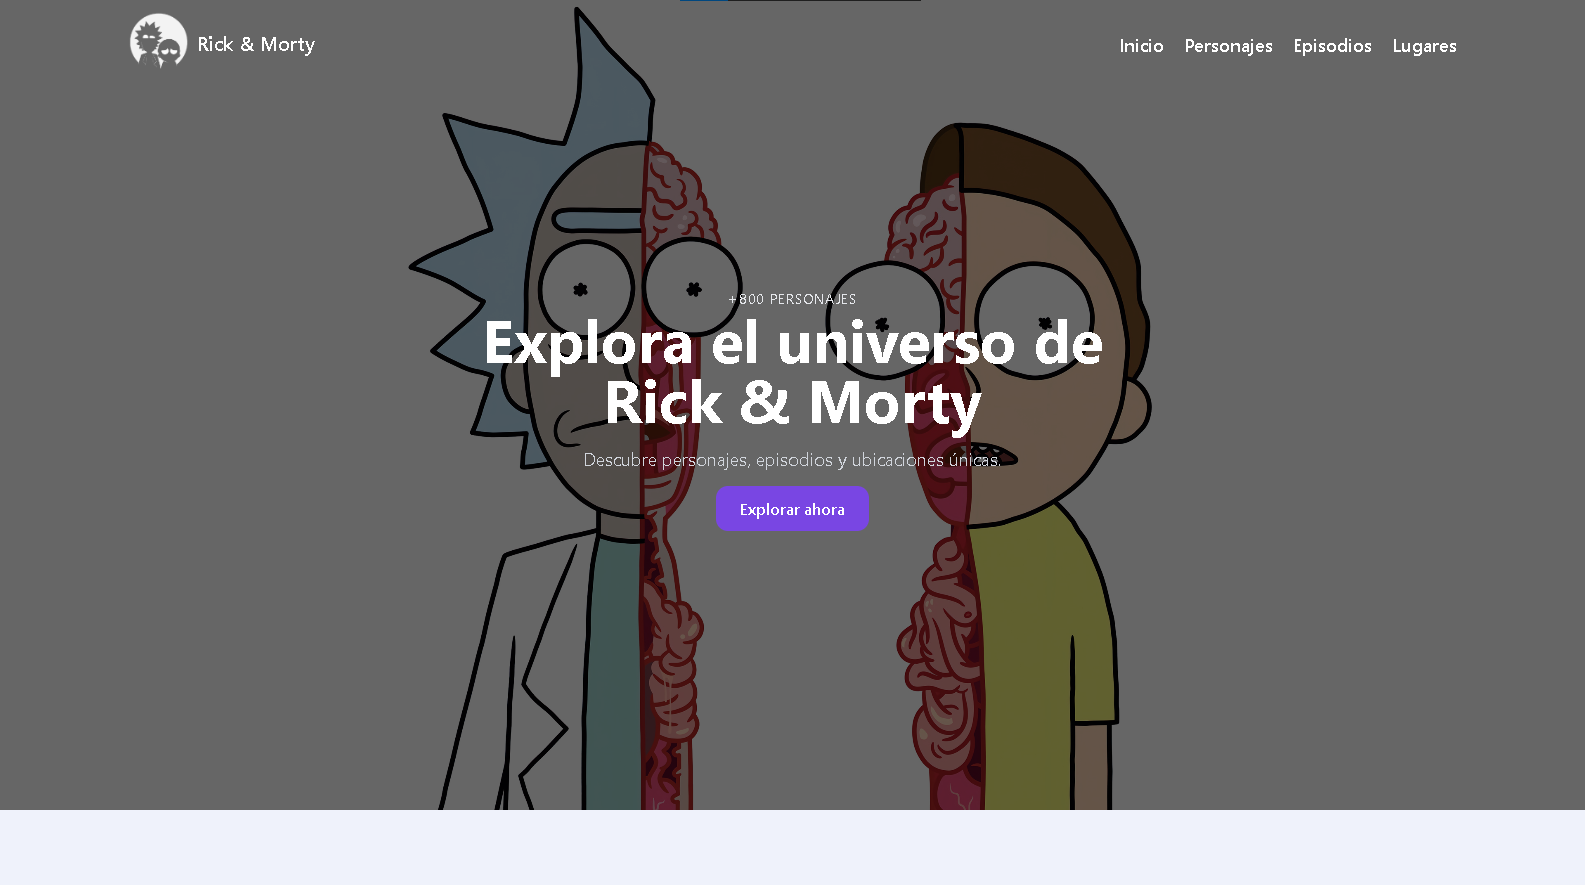 Rick & Morty
Inicio Personajes Episodios Lugares
+800 PERSONAJES
Explora el universo de
Rick & Morty
Descubre personajes, episodios y ubicaciones únicas.
Explorar ahora